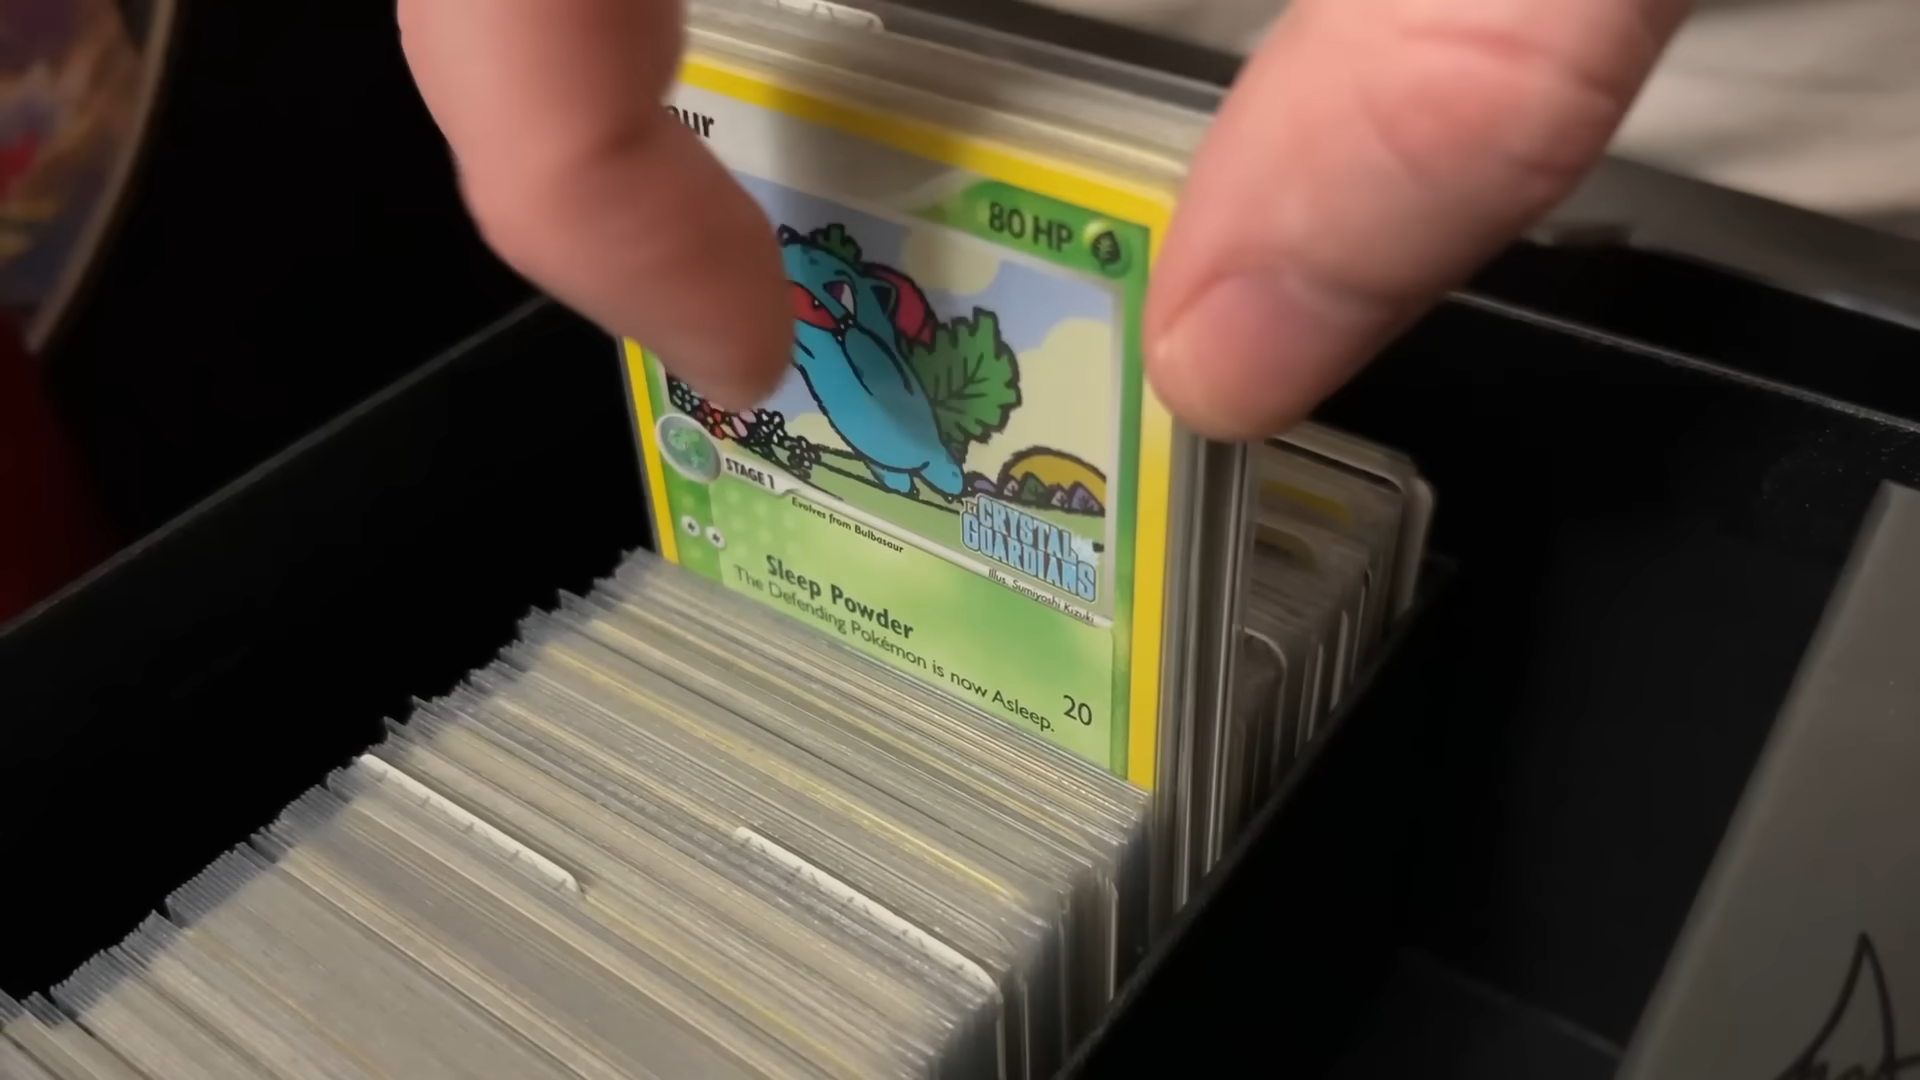 aur
80 HP
STAGE 1
Evolves from Bulbasaur
EX
CRYSTAL
GUARDIANS
Illus. Sumiyoshi Kizuki
Sleep Powder
The Defending Pokémon is now Asleep.
20